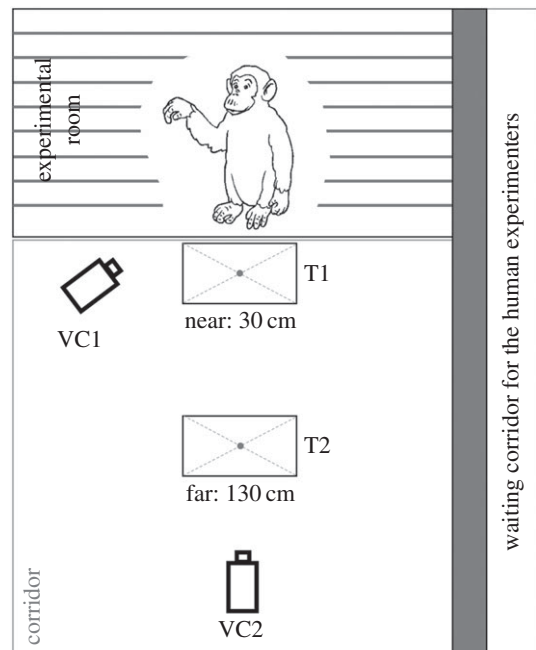 experimental
room
T1
near: 30 cm
VC1
T2
far: 130 cm
VC2
corridor
waiting corridor for the human experimenters